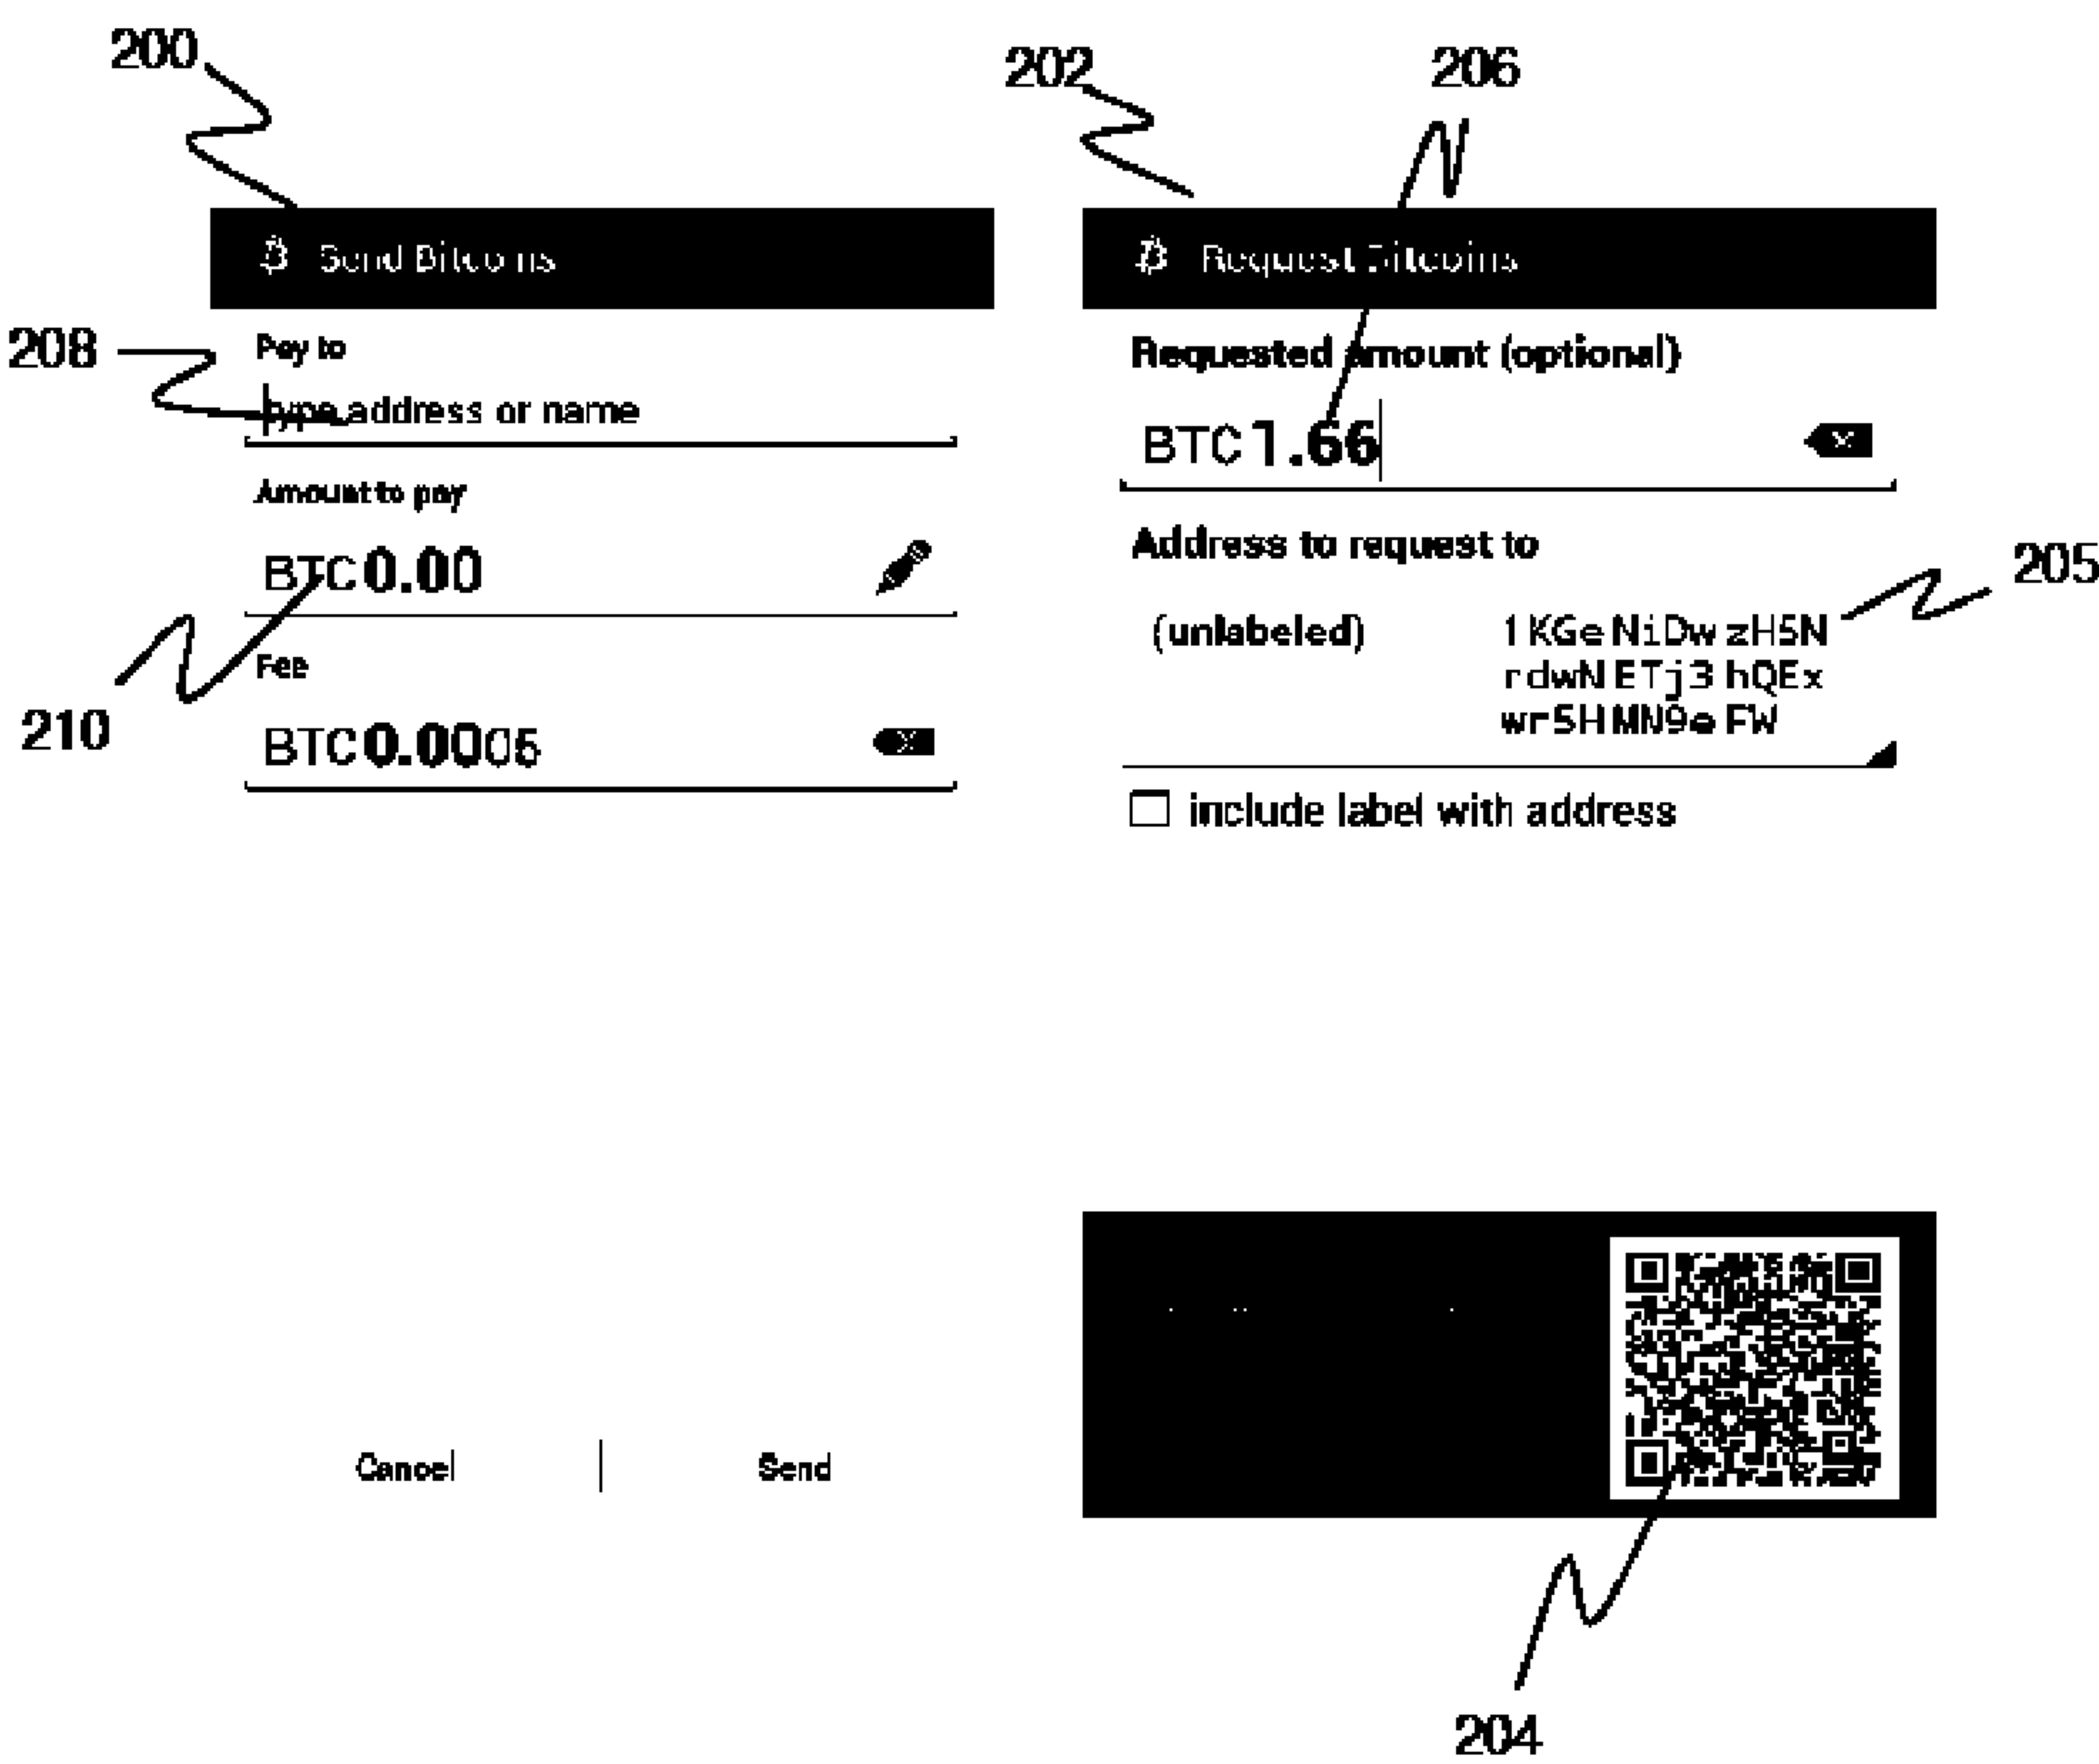 200
202
206
Send Bitcoins
Request Bitcoins
208
Pay to
type address or name
Requested amount (optional)
BTC 1.66
Amount to pay
BTC 0.00
Address to request to
205
(unlabeled)
1KGeNiDwzH5N
rdwNETj3hQEx
wr5HMN9eFW
Fee
210
BTC 0.0005
include label with address
Cancel
Send
204